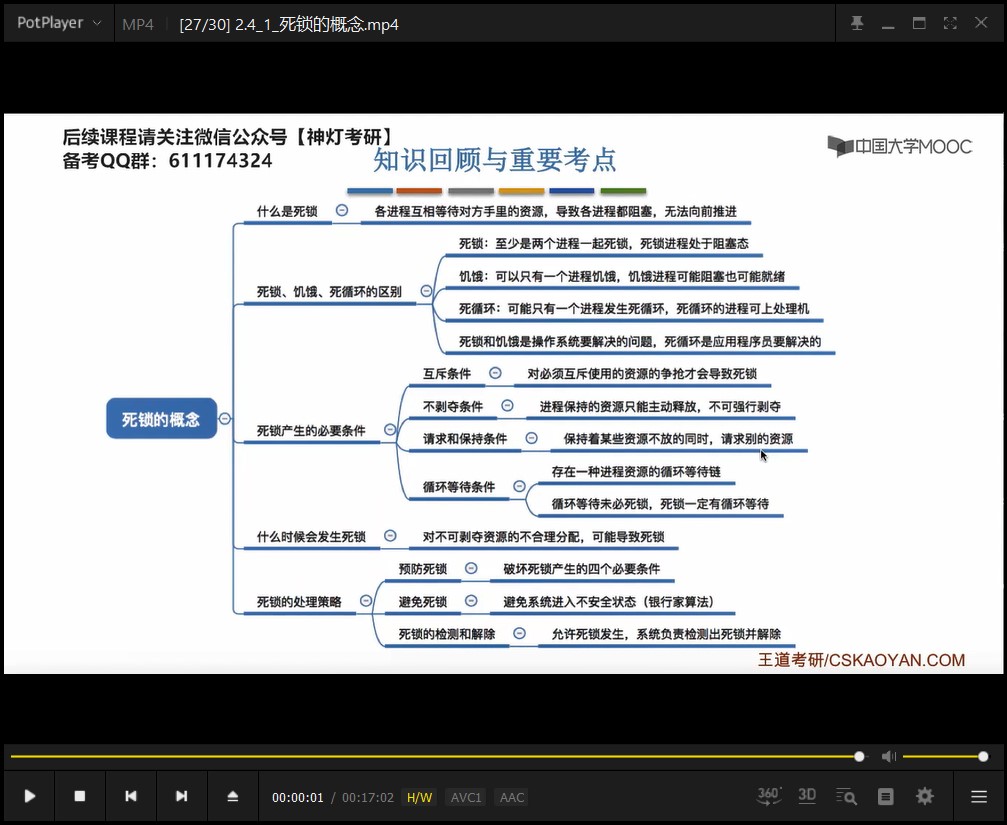 PotPlayer
MP4
[27/30] 2.4_1_死锁的概念.mp4
后续课程请关注微信公众号【神灯考研】
备考QQ群：611174324
知识回顾与重要考点
中国大学MOOC
什么是死锁
各进程互相等待对方手里的资源，导致各进程都阻塞，无法向前推进
死锁、饥饿、死循环的区别
死锁：至少是两个进程一起死锁，死锁进程处于阻塞态
饥饿：可以只有一个进程饥饿，饥饿进程可能阻塞也可能就绪
死循环：可能只有一个进程发生死循环，死循环的进程可上处理机
死锁和饥饿是操作系统要解决的问题，死循环是应用程序员要解决的
死锁的概念
死锁产生的必要条件
互斥条件
对必须互斥使用的资源的争抢才会导致死锁
不剥夺条件
进程保持的资源只能主动释放，不可强行剥夺
请求和保持条件
保持着某些资源不放的同时，请求别的资源
循环等待条件
存在一种进程资源的循环等待链
循环等待未必死锁，死锁一定有循环等待
什么时候会发生死锁
对不可剥夺资源的不合理分配，可能导致死锁
死锁的处理策略
预防死锁
破坏死锁产生的四个必要条件
避免死锁
避免系统进入不安全状态（银行家算法）
死锁的检测和解除
允许死锁发生，系统负责检测出死锁并解除
王道考研/CSKAOYAN.COM
00:00:01 / 00:17:02 H/W AVC1 AAC
360° 3D